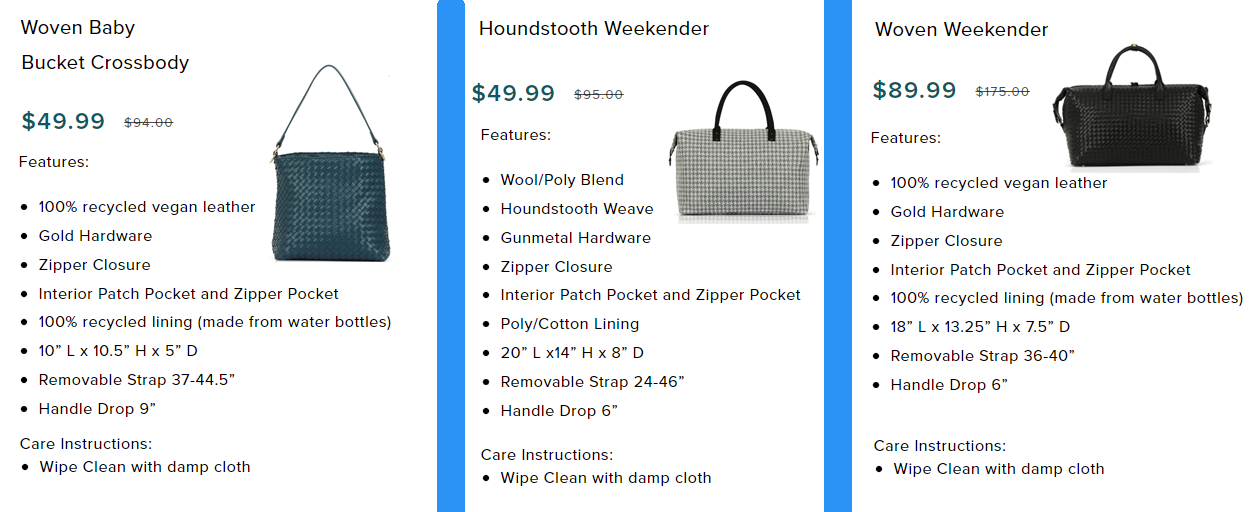 Woven Baby
Bucket Crossbody
$49.99 $94.00
Features:
• 100% recycled vegan leather
• Gold Hardware
• Zipper Closure
• Interior Patch Pocket and Zipper Pocket
• 100% recycled lining (made from water bottles)
• 10” L x 10.5” H x 5” D
• Removable Strap 37-44.5”
• Handle Drop 9”
Care Instructions:
• Wipe Clean with damp cloth
Houndstooth Weekender
$49.99 $95.00
Features:
• Wool/Poly Blend
• Houndstooth Weave
• Gunmetal Hardware
• Zipper Closure
• Interior Patch Pocket and Zipper Pocket
• Poly/Cotton Lining
• 20” L x14” H x 8” D
• Removable Strap 24-46”
• Handle Drop 6”
Care Instructions:
• Wipe Clean with damp cloth
Woven Weekender
$89.99 $175.00
Features:
• 100% recycled vegan leather
• Gold Hardware
• Zipper Closure
• Interior Patch Pocket and Zipper Pocket
• 100% recycled lining (made from water bottles)
• 18” L x 13.25” H x 7.5” D
• Removable Strap 36-40”
• Handle Drop 6”
Care Instructions:
• Wipe Clean with damp cloth